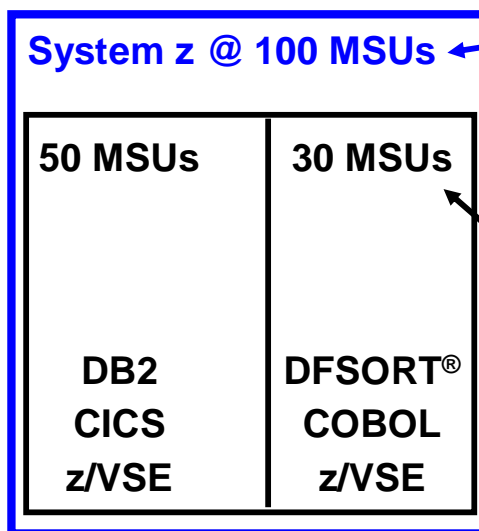 System z @ 100 MSUs
50 MSUs
30 MSUs
DB2
CICS
z/VSE
DFSORT®
COBOL
z/VSE